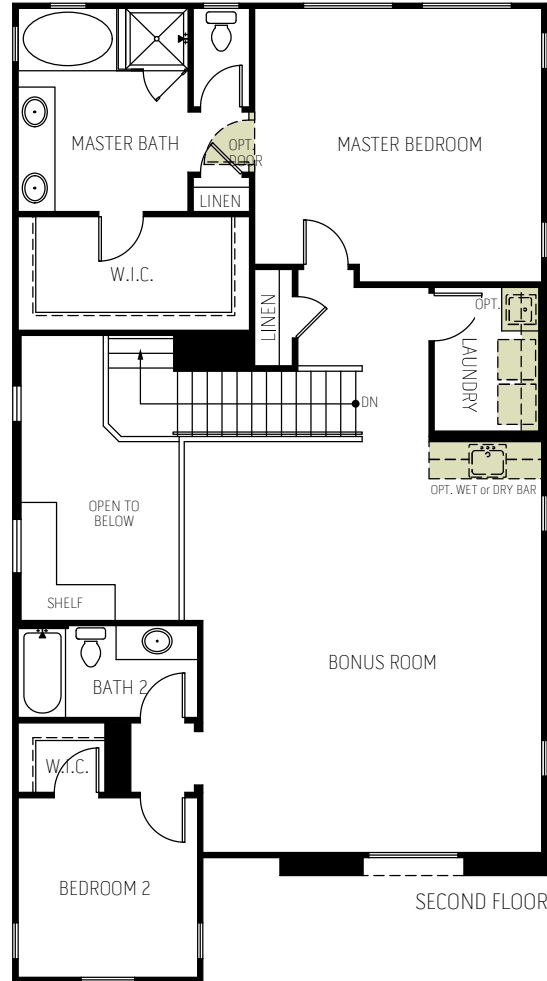 MASTER BATH
OPT.
DOOR
MASTER BEDROOM
LINEN
W.I.C.
LINEN
OPT.
LAUNDRY
DN
OPT. WET or DRY BAR
OPEN TO
BELOW
SHELF
BONUS ROOM
BATH 2
W.I.C.
BEDROOM 2
SECOND FLOOR